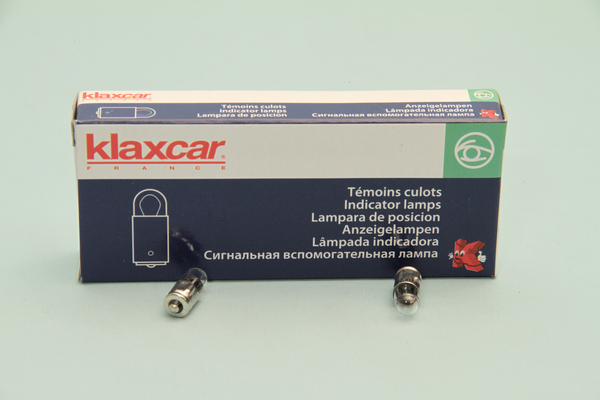 klaxcar
Témoins culots
Indicator lamps
Lampara de posicion
Anzeigelampen
Lâmpada indicadora
Сигнальная вспомогательная лампа
klaxcar
FRANCE
Témoins culots
Indicator lamps
Lampara de posicion
Anzeigelampen
Lâmpada indicadora
Сигнальная вспомогательная лампа